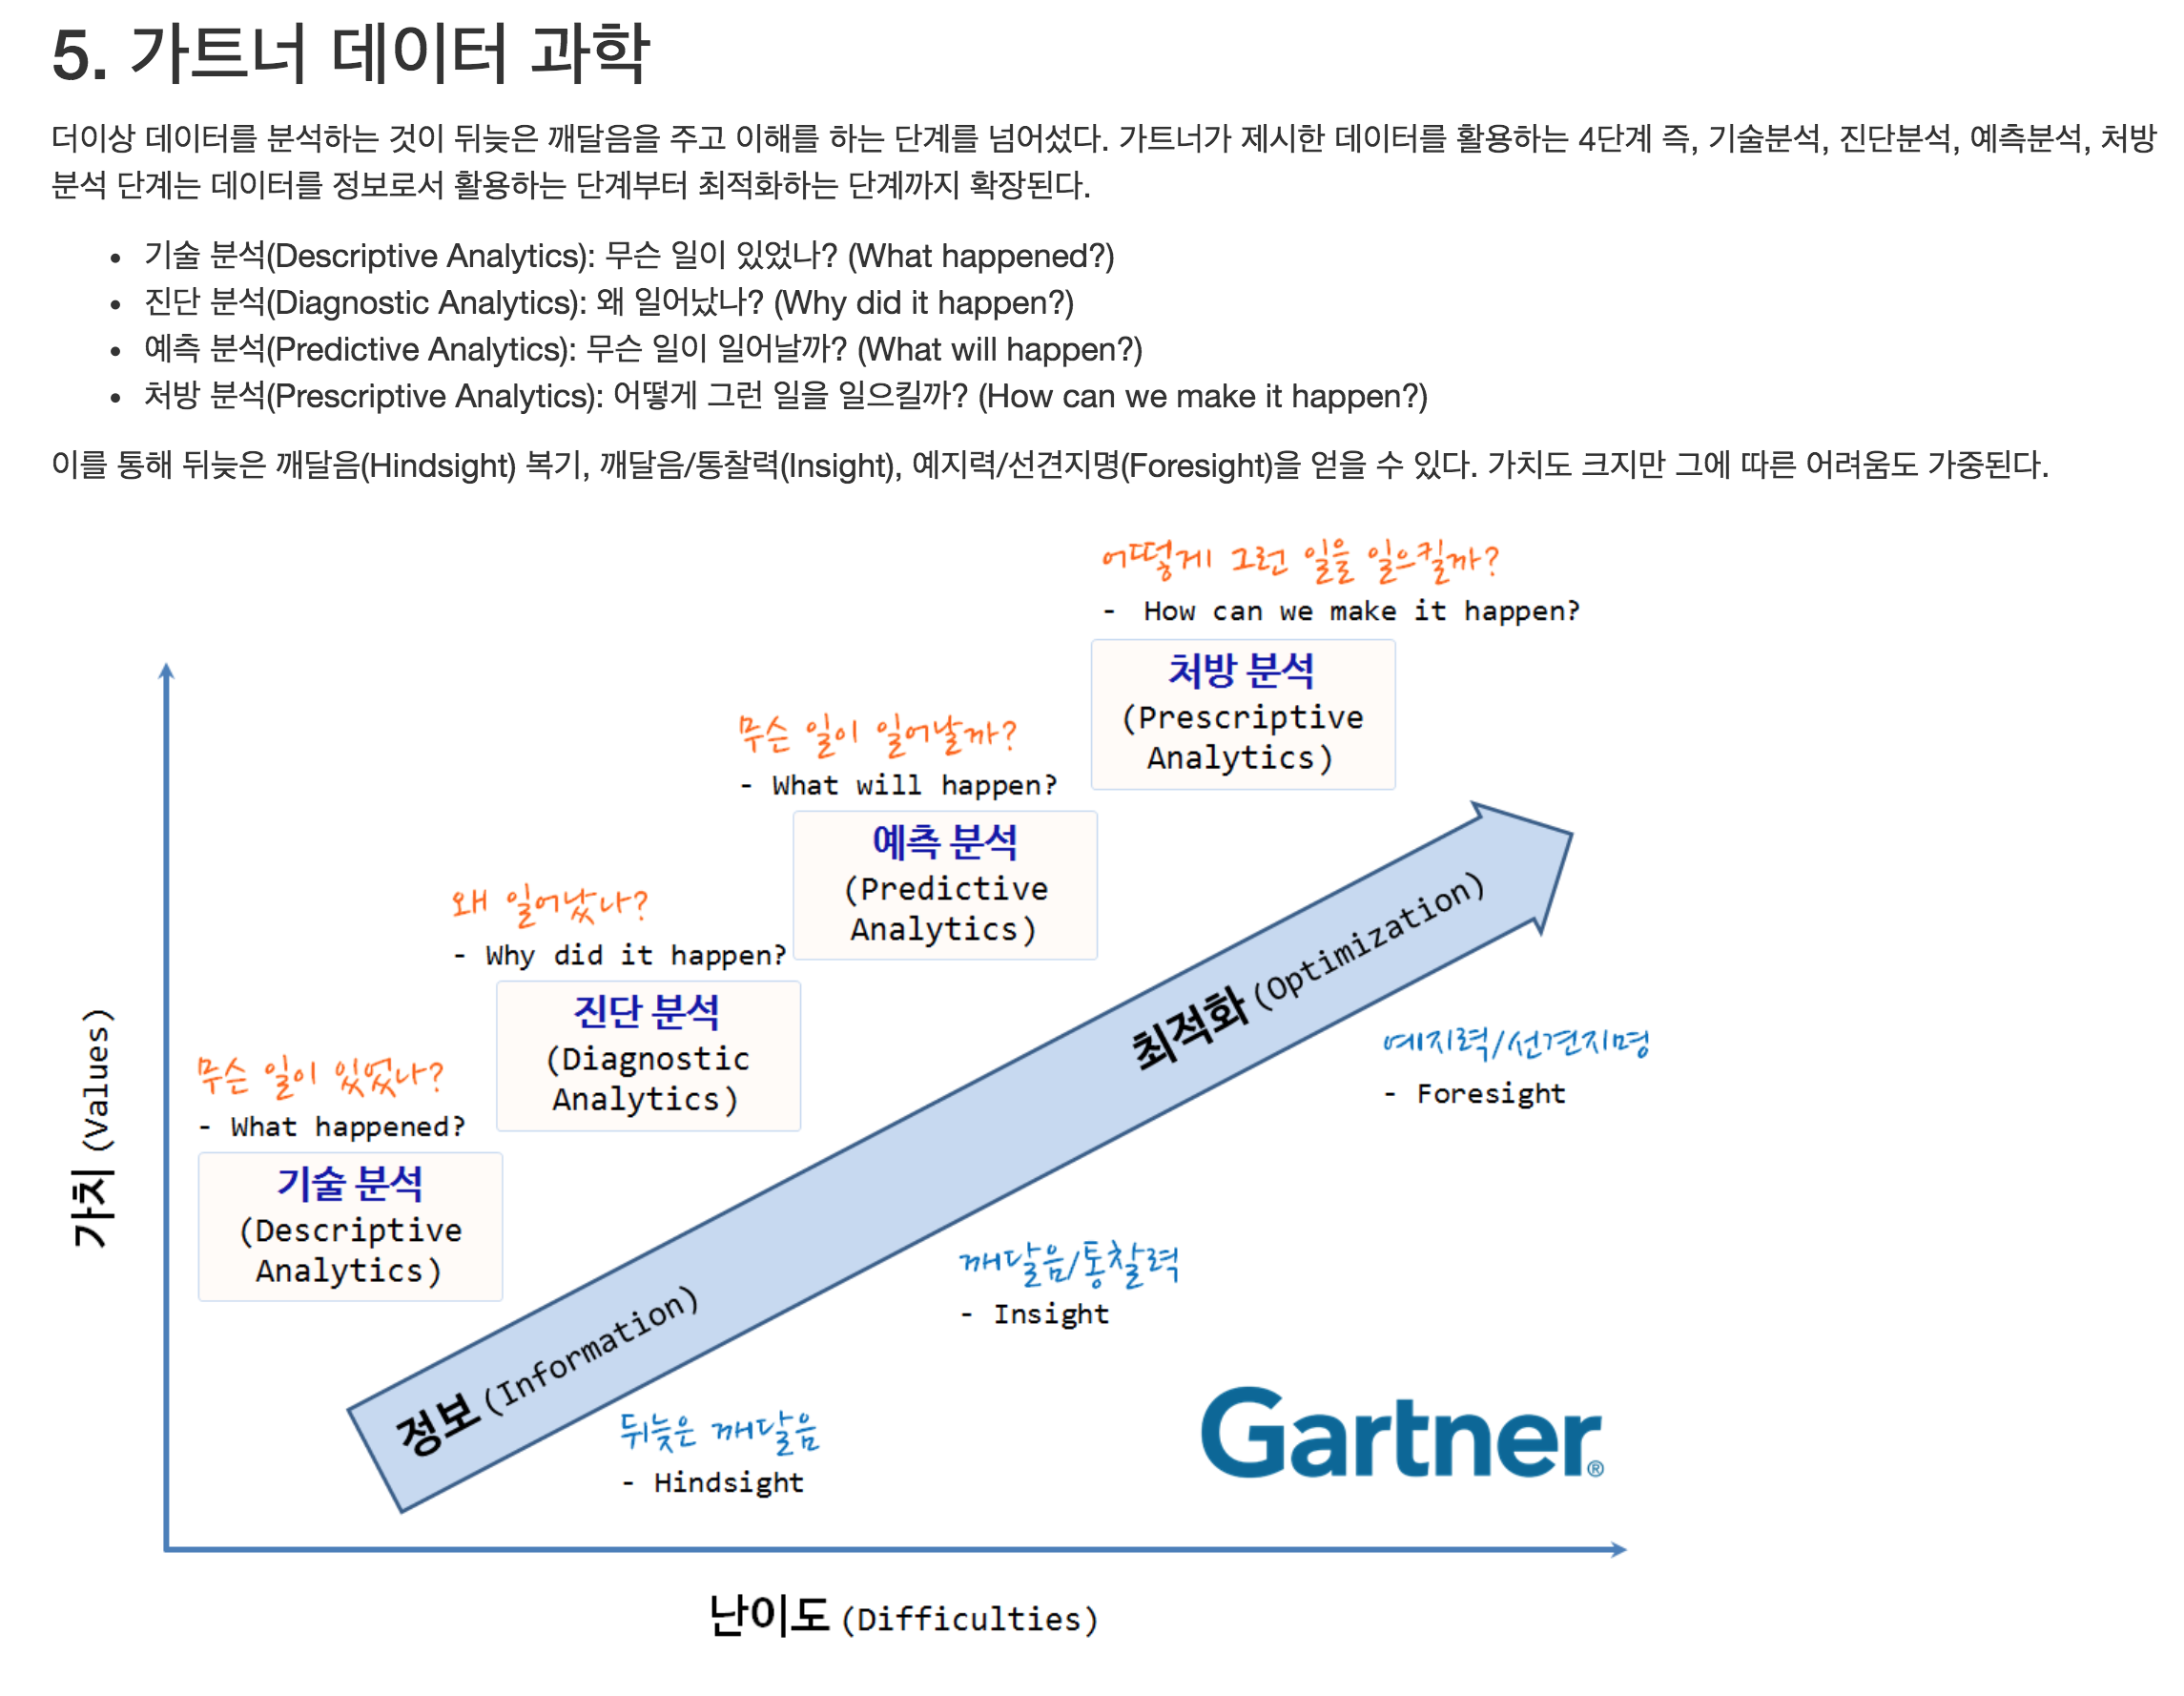 5. 가트너 데이터 과학
더이상 데이터를 분석하는 것이 뒤늦은 깨달음을 주고 이해를 하는 단계를 넘어섰다. 가트너가 제시한 데이터를 활용하는 4단계 즉, 기술분석, 진단분석, 예측분석, 처방
분석 단계는 데이터를 정보로서 활용하는 단계부터 최적화하는 단계까지 확장된다.
• 기술 분석(Descriptive Analytics): 무슨 일이 있었나? (What happened?)
• 진단 분석(Diagnostic Analytics): 왜 일어났나? (Why did it happen?)
• 예측 분석(Predictive Analytics): 무슨 일이 일어날까? (What will happen?)
• 처방 분석(Prescriptive Analytics): 어떻게 그런 일을 일으킬까? (How can we make it happen?)
이를 통해 뒤늦은 깨달음(Hindsight) 복기, 깨달음/통찰력(Insight), 예지력/선견지명(Foresight)을 얻을 수 있다. 가치도 크지만 그에 따른 어려움도 가중된다.
어떻게 그런 일을 일으킬까?
- How can we make it happen?
처방 분석
(Prescriptive
Analytics)
무슨 일이 일어날까?
- What will happen?
예측 분석
(Predictive
Analytics)
왜 일어났나?
- Why did it happen?
진단 분석
(Diagnostic
Analytics)
무슨 일이 있었나?
- What happened?
기술 분석
(Descriptive
Analytics)
가치 (Values)
최적화 (Optimization)
정보 (Information)
예지력/선견지명
- Foresight
깨달음/통찰력
- Insight
뒤늦은 깨달음
- Hindsight
Gartner®
난이도 (Difficulties)